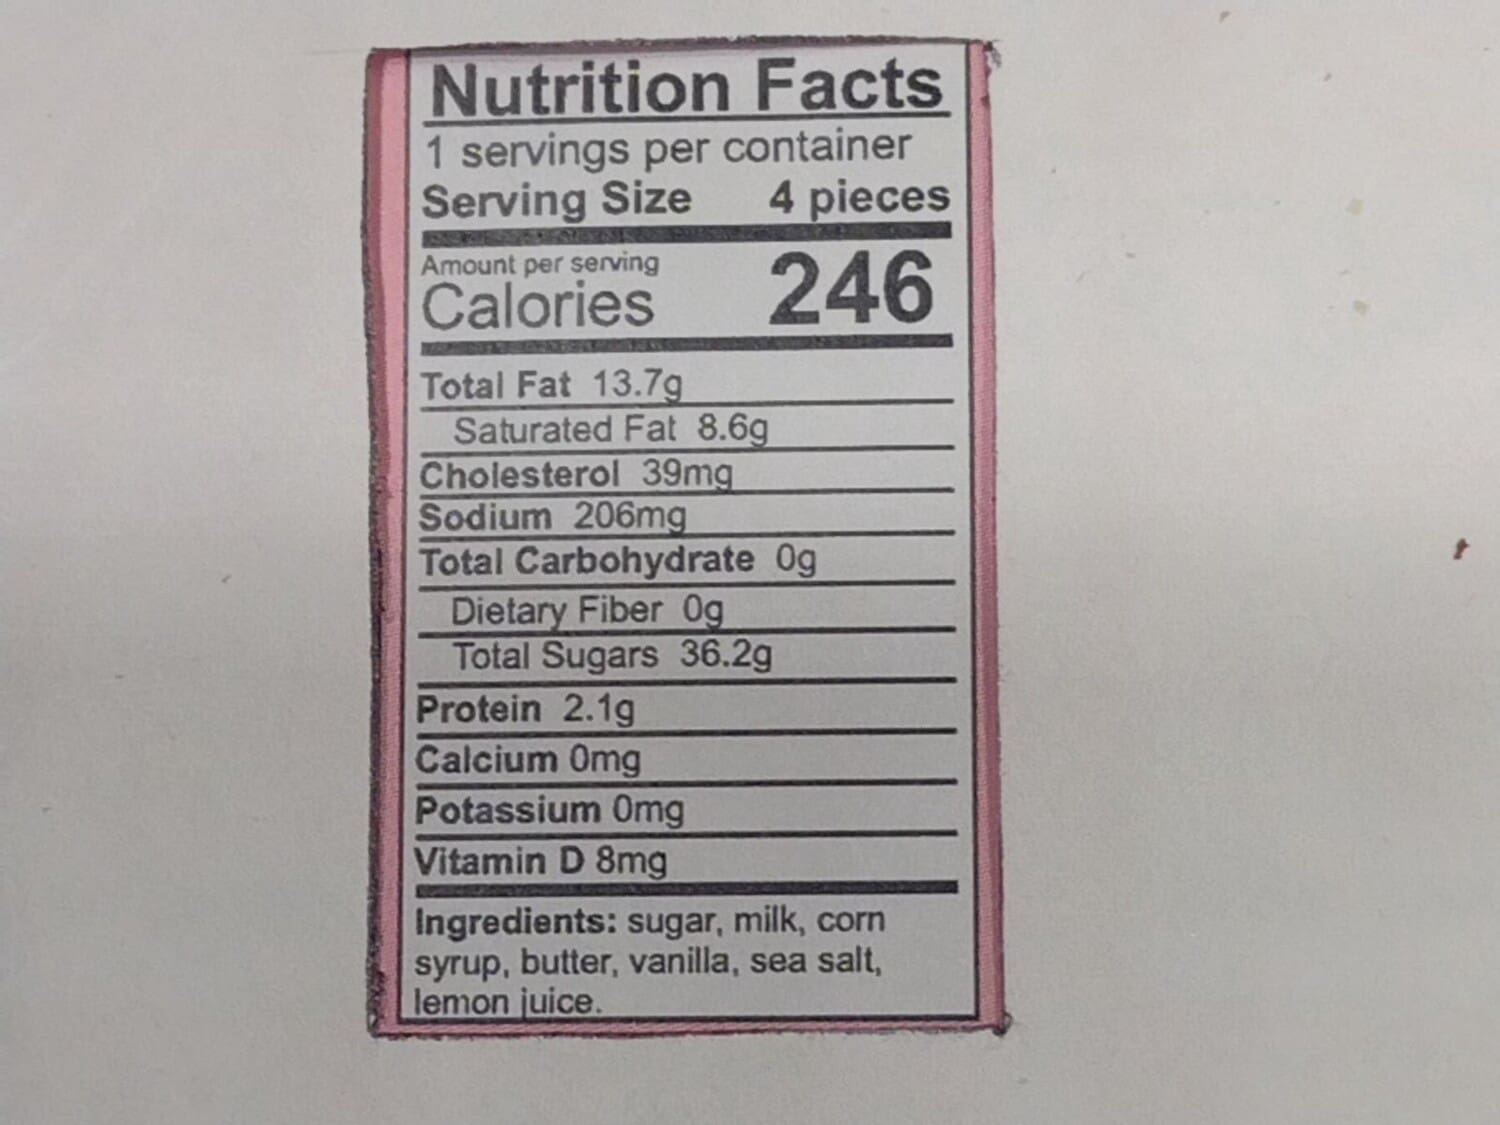 Nutrition Facts
1 servings per container
Serving Size 4 pieces
Amount per serving
Calories 246
Total Fat 13.7g
Saturated Fat 8.6g
Cholesterol 39mg
Sodium 206mg
Total Carbohydrate 0g
Dietary Fiber 0g
Total Sugars 36.2g
Protein 2.1g
Calcium 0mg
Potassium 0mg
Vitamin D 8mg
Ingredients: sugar, milk, corn
syrup, butter, vanilla, sea salt,
lemon juice.